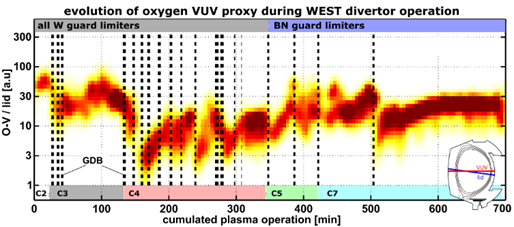 evolution of oxygen VUV proxy during WEST divertor operation
all W guard limiters
BN guard limiters
O-V / lid [a.u]
300
100
30
10
3
1
GDB
VUV
lid
C2
C3
C4
C5
C7
0
100
200
300
400
500
600
700
cumulated plasma operation [min]